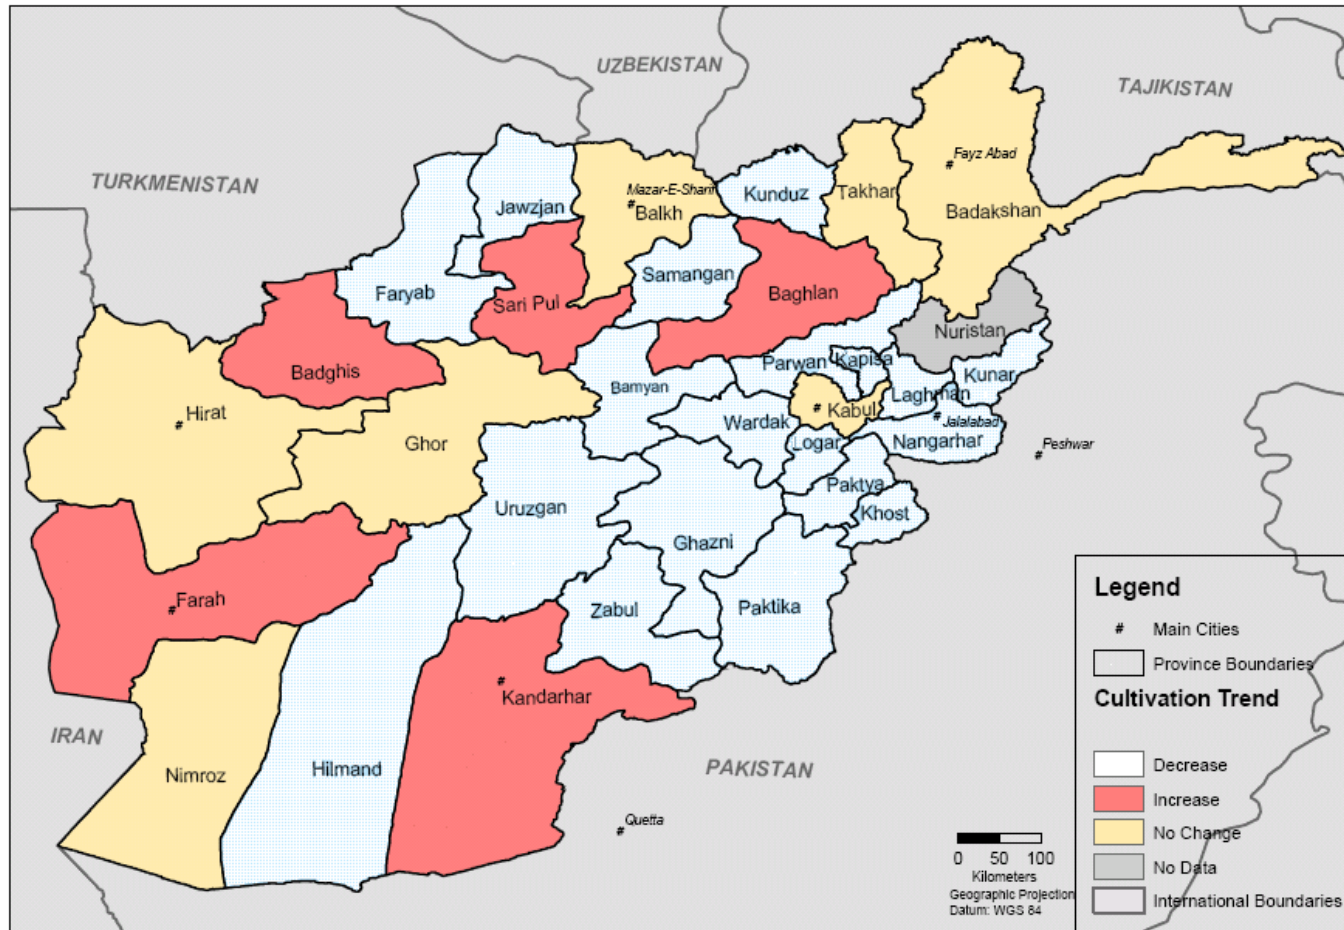 UZBEKISTAN
TAJIKISTAN
TURKMENISTAN
Fayz Abad
#
Mazar-E-Sharif
#
Balkh
Jawzjan
Kunduz
Takhar
Badakshan
Samangan
Faryab
Sari Pul
Baghlan
Nuristan
Badghis
Bamyan
Parwan
Kapisa
Kunar
Laghman
Hirat
#
Ghor
Wardak
# Kabul
#
Jalalabad
Logar
Nangarhar
Peshwar
#
Paktya
Khost
Uruzgan
Ghazni
Farah
#
Zabul
Paktika
#
Kandarhar
IRAN
Nimroz
Hilmand
PAKISTAN
Quetta
#
0 50 100
Kilometers
Geographic Projection
Datum: WGS 84
Legend
# Main Cities
Province Boundaries
Cultivation Trend
Decrease
Increase
No Change
No Data
International Boundaries